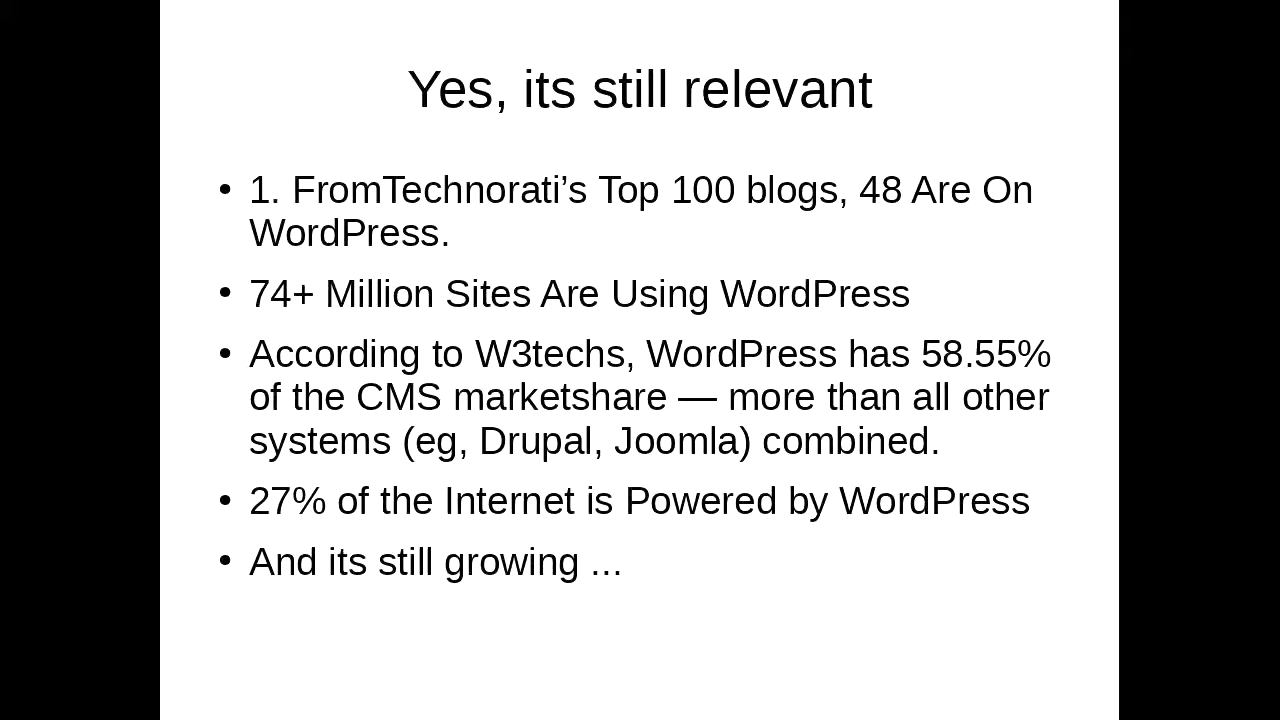 Yes, its still relevant
• 1. FromTechnorati’s Top 100 blogs, 48 Are On
WordPress.
• 74+ Million Sites Are Using WordPress
• According to W3techs, WordPress has 58.55%
of the CMS marketshare — more than all other
systems (eg, Drupal, Joomla) combined.
• 27% of the Internet is Powered by WordPress
• And its still growing ...